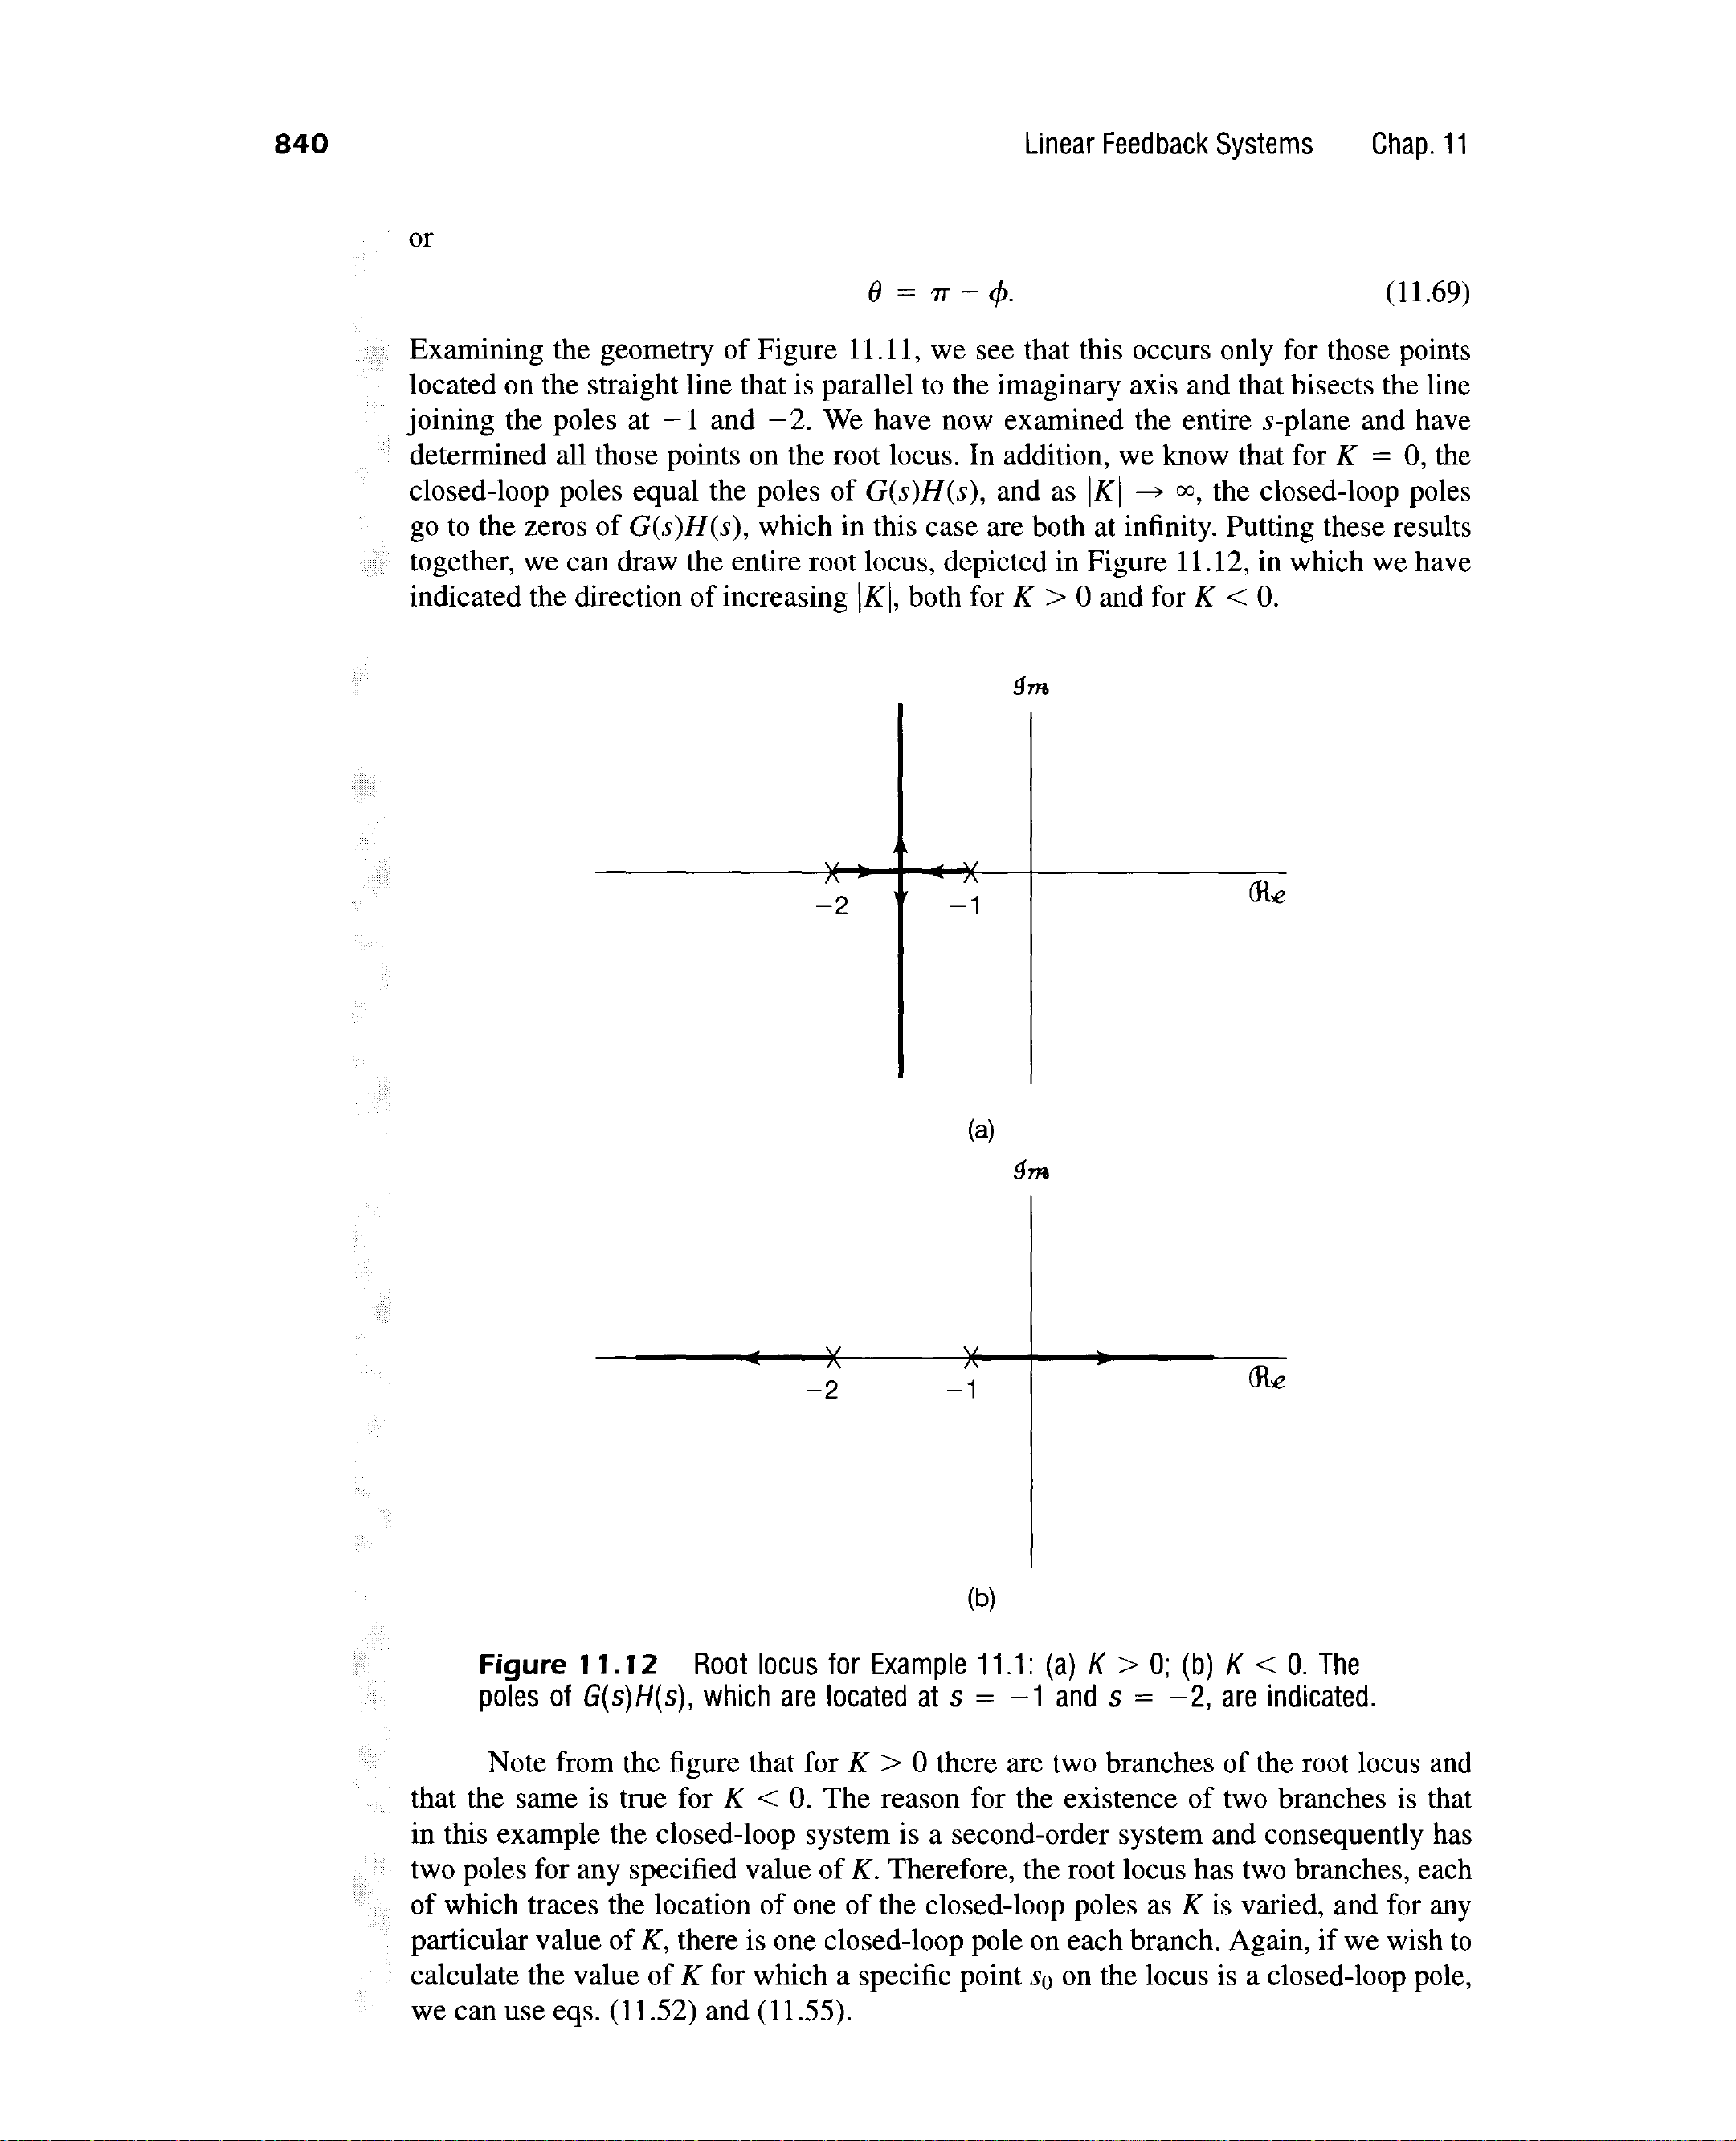 840 Linear Feedback Systems Chap. 11
or
θ = π − ϕ. (11.69)
Examining the geometry of Figure 11.11, we see that this occurs only for those points
located on the straight line that is parallel to the imaginary axis and that bisects the line
joining the poles at −1 and −2. We have now examined the entire s-plane and have
determined all those points on the root locus. In addition, we know that for K = 0, the
closed-loop poles equal the poles of G(s)H(s), and as |K| → ∞, the closed-loop poles
go to the zeros of G(s)H(s), which in this case are both at infinity. Putting these results
together, we can draw the entire root locus, depicted in Figure 11.12, in which we have
indicated the direction of increasing |K|, both for K > 0 and for K < 0.
𝓘m
−2 −1 ℛe
(a)
𝓘m
−2 −1 ℛe
(b)
Figure 11.12 Root locus for Example 11.1: (a) K > 0; (b) K < 0. The
poles of G(s)H(s), which are located at s = −1 and s = −2, are indicated.
Note from the figure that for K > 0 there are two branches of the root locus and
that the same is true for K < 0. The reason for the existence of two branches is that
in this example the closed-loop system is a second-order system and consequently has
two poles for any specified value of K. Therefore, the root locus has two branches, each
of which traces the location of one of the closed-loop poles as K is varied, and for any
particular value of K, there is one closed-loop pole on each branch. Again, if we wish to
calculate the value of K for which a specific point s₀ on the locus is a closed-loop pole,
we can use eqs. (11.52) and (11.55).